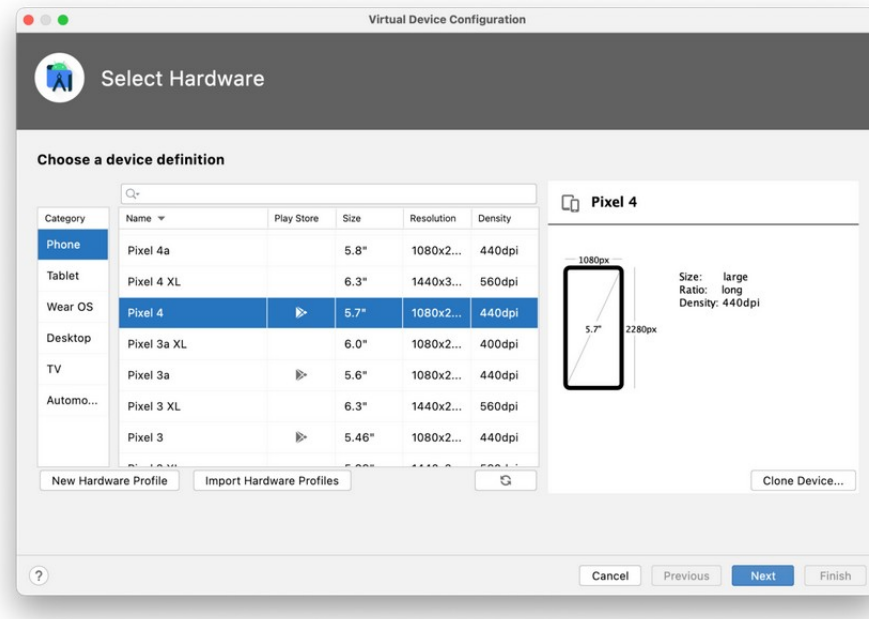 Virtual Device Configuration
Select Hardware
Choose a device definition
Category Name Play Store Size Resolution Density
Phone
Tablet
Wear OS
Desktop
TV
Automo...
Pixel 4a 5.8" 1080x2... 440dpi
Pixel 4 XL 6.3" 1440x3... 560dpi
Pixel 4 5.7" 1080x2... 440dpi
Pixel 3a XL 6.0" 1080x2... 400dpi
Pixel 3a 5.6" 1080x2... 440dpi
Pixel 3 XL 6.3" 1440x2... 560dpi
Pixel 3 5.46" 1080x2... 440dpi
New Hardware Profile Import Hardware Profiles
Pixel 4
1080px
5.7" 2280px
Size: large
Ratio: long
Density: 440dpi
Clone Device...
? Cancel Previous Next Finish